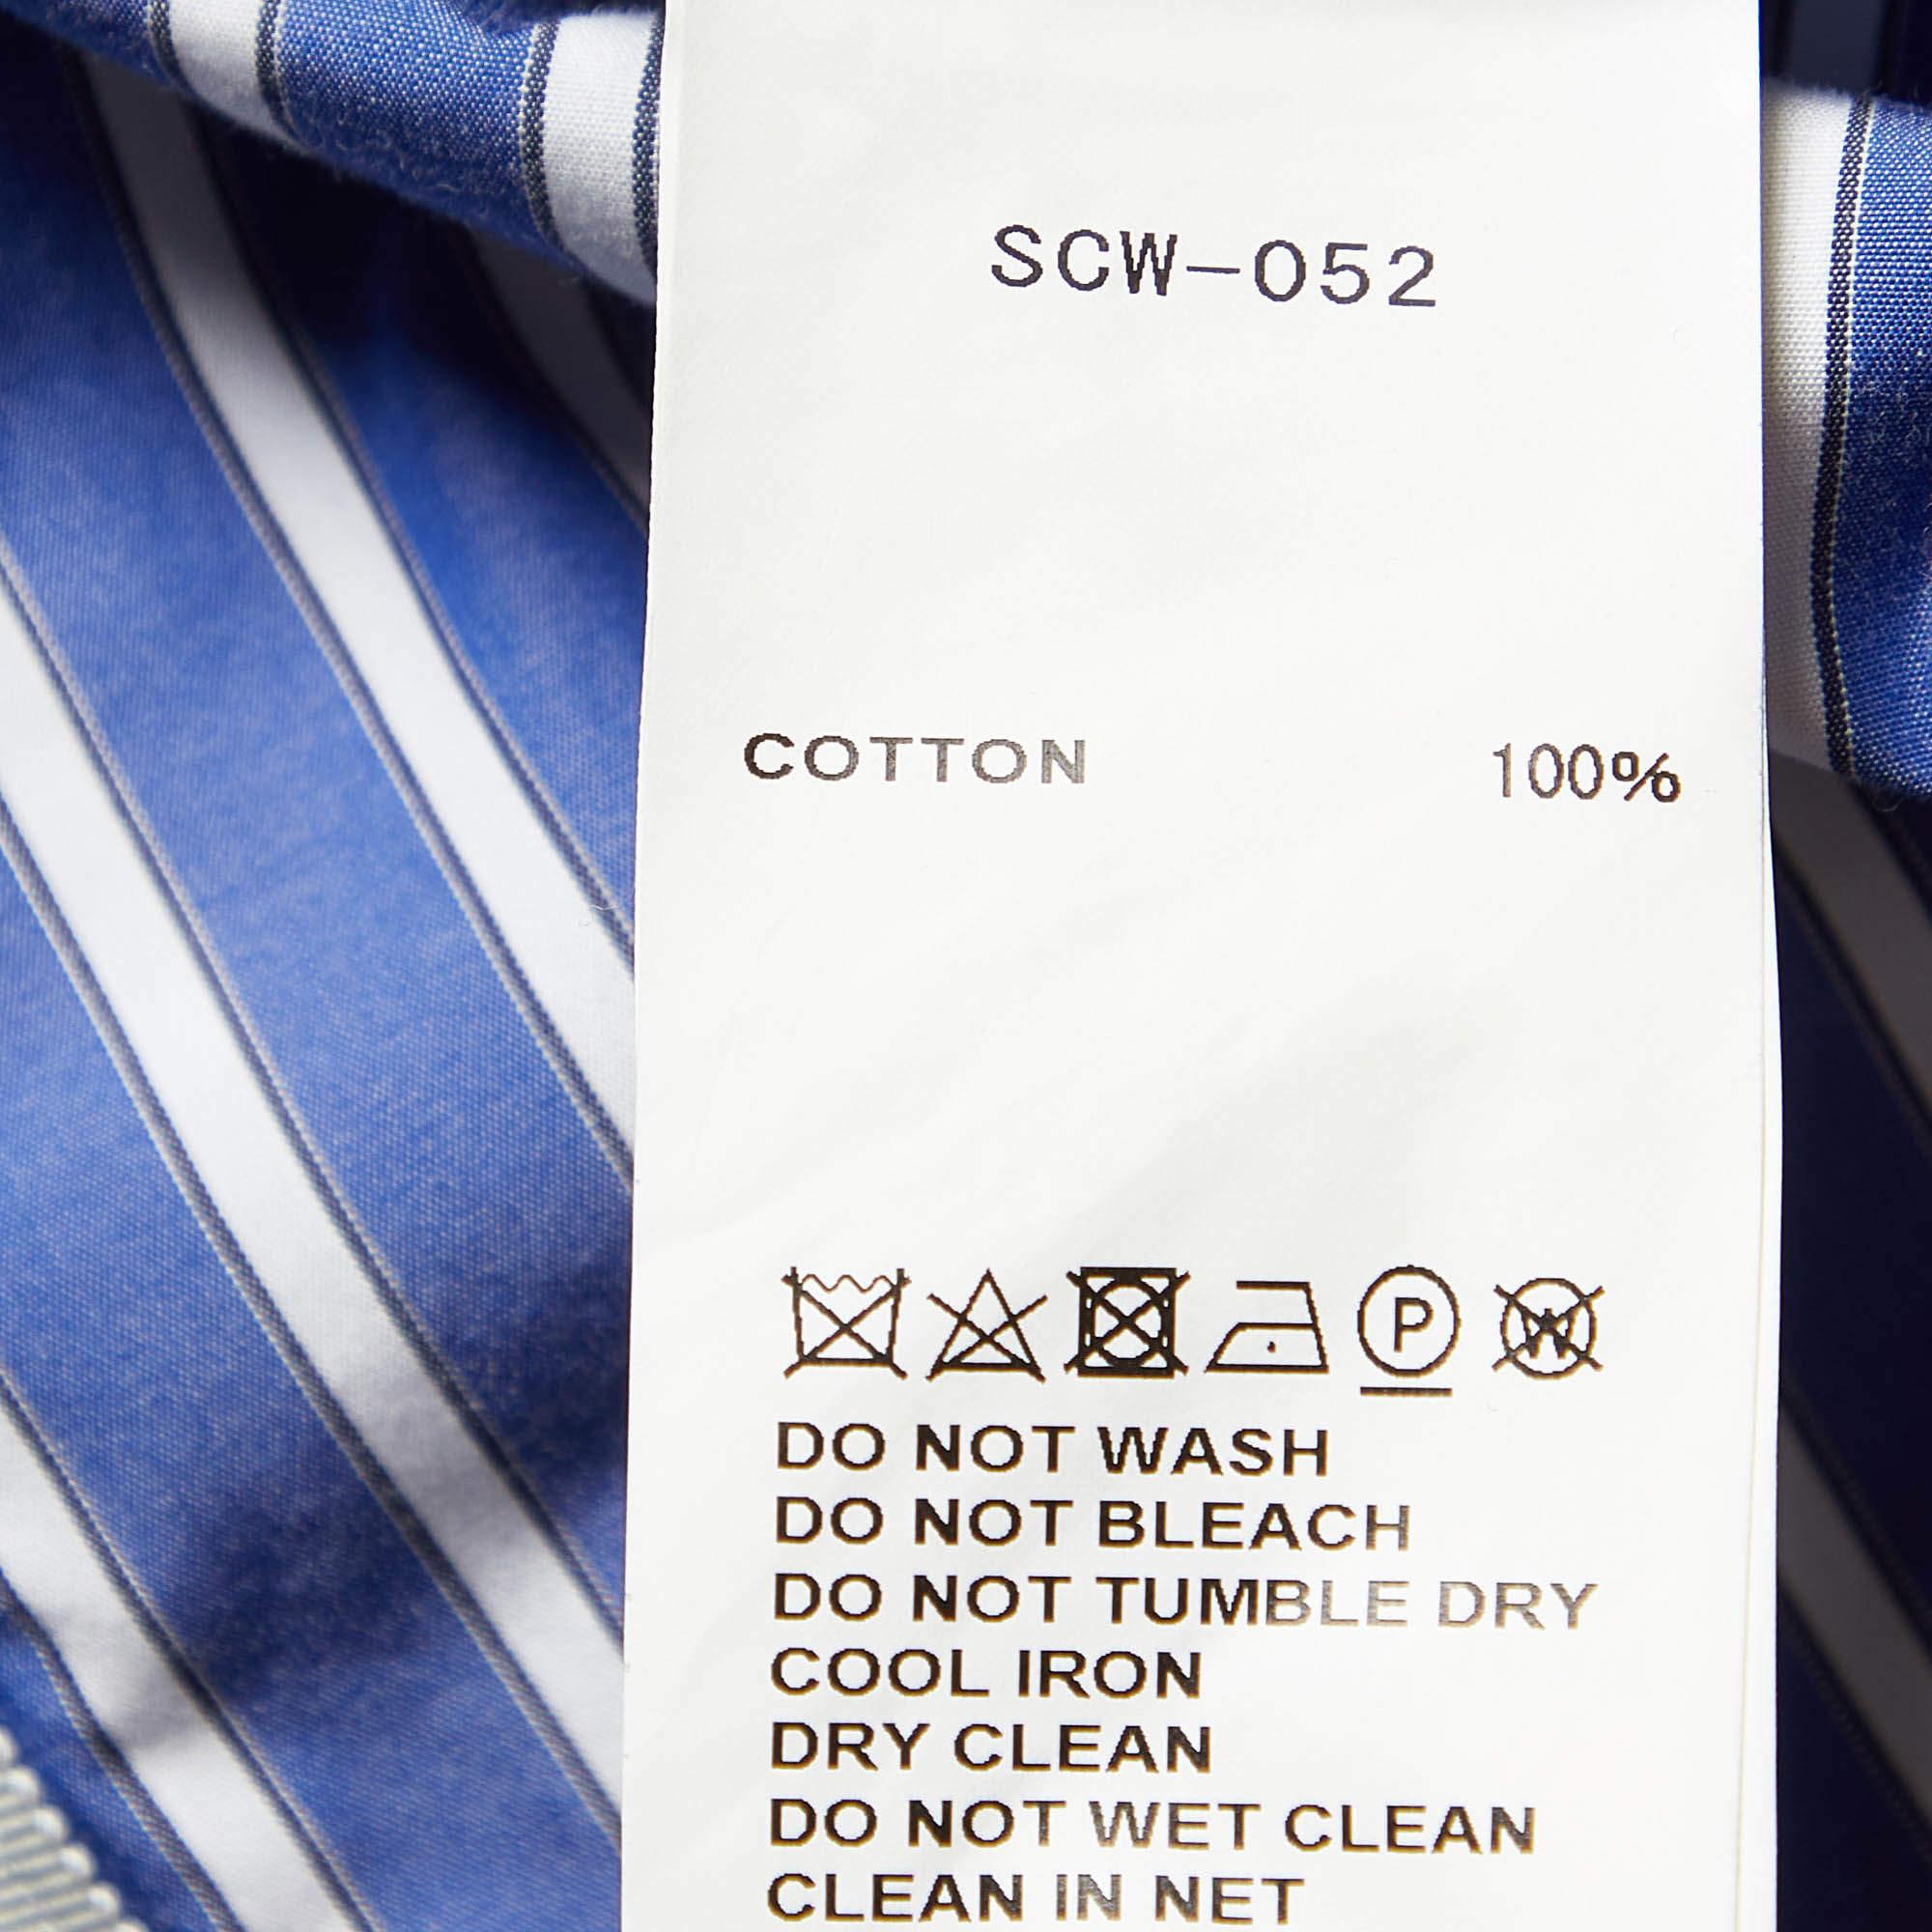 SCW-052
COTTON 100%
P W
DO NOT WASH
DO NOT BLEACH
DO NOT TUMBLE DRY
COOL IRON
DRY CLEAN
DO NOT WET CLEAN
CLEAN IN NET